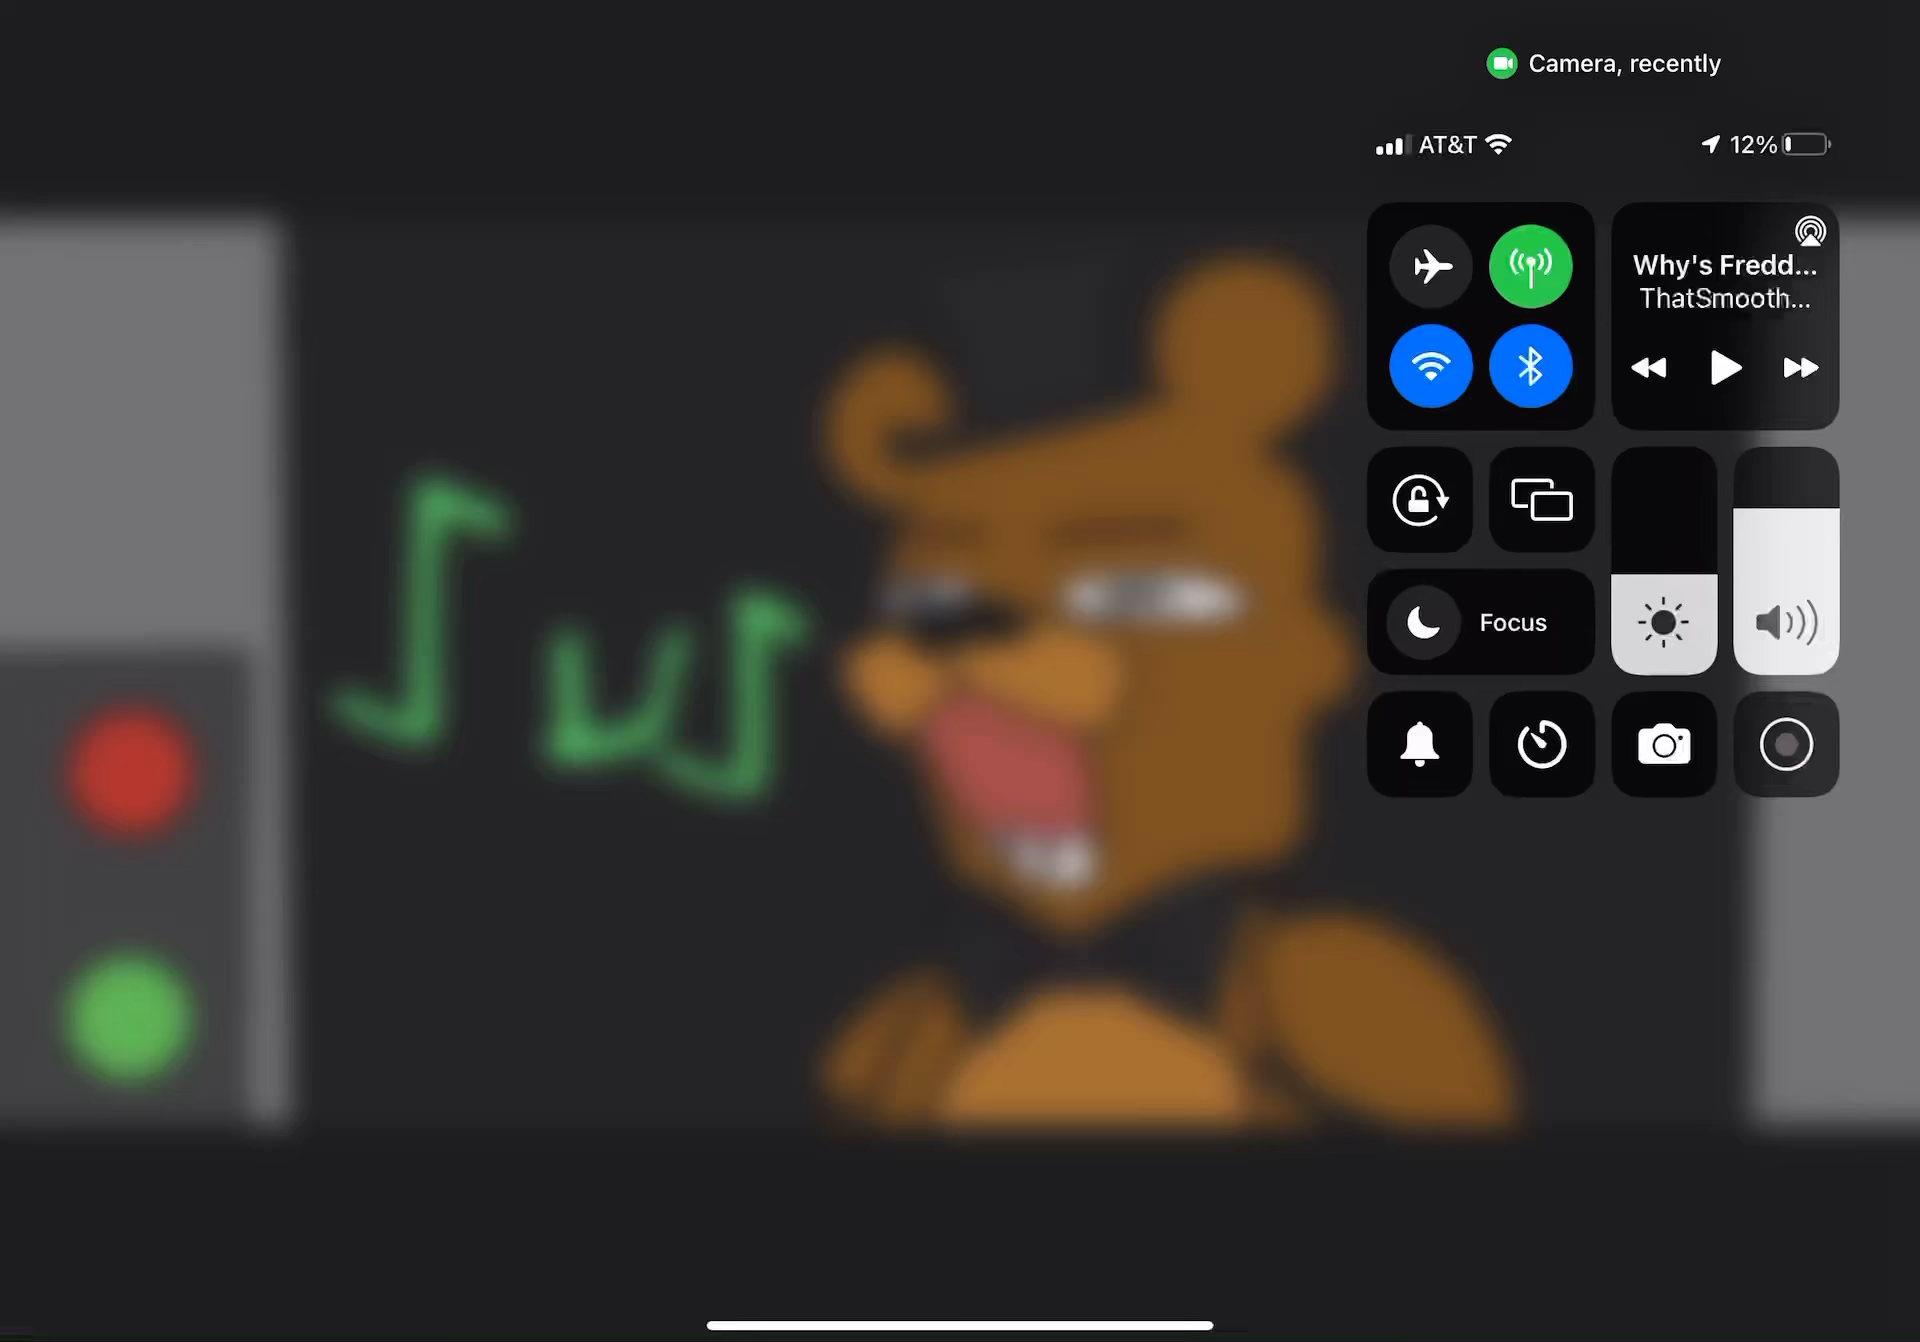 Camera, recently
AT&T 12%
Why's Fredd...
ThatSmooth...
Focus